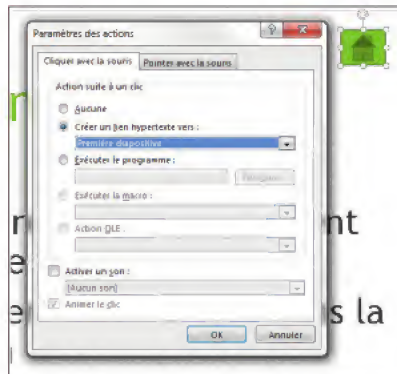 Paramètres des actions
Cliquer avec la souris
Pointer avec la souris
Action suite à un clic
Aucune
Créer un lien hypertexte vers :
Première diapositive
Exécuter le programme :
Exécuter la macro :
Action OLE :
Activer un son :
[Aucun son]
Animer le clic
OK
Annuler
nt
s la